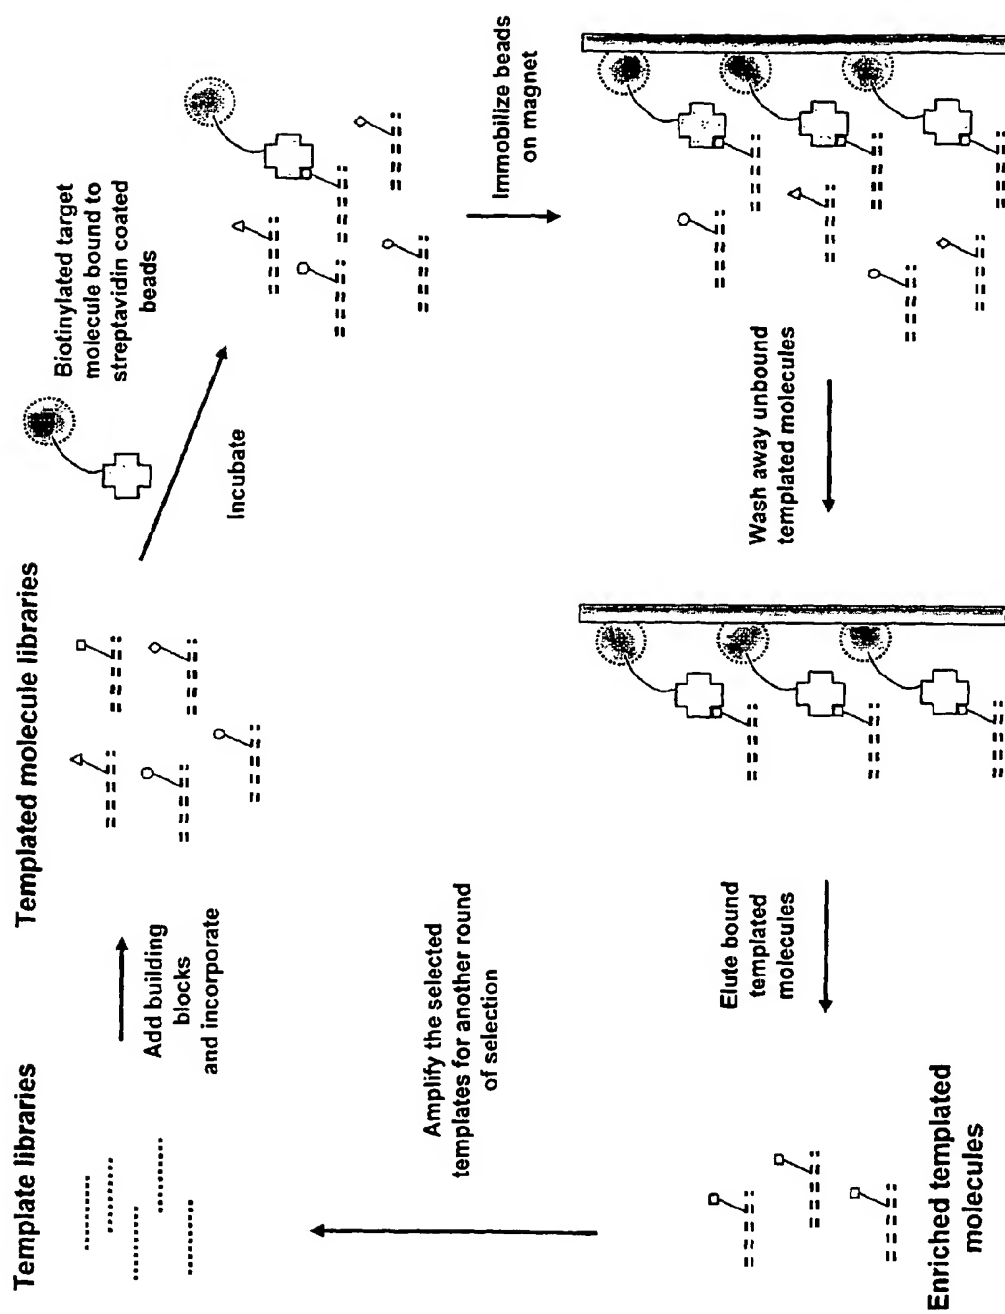 Template libraries
Add building
blocks
and incorporate
Templated molecule libraries
Biotinylated target
molecule bound to
streptavidin coated
beads
Incubate
Immobilize beads
on magnet
Wash away unbound
templated molecules
Elute bound
templated
molecules
Enriched templated
molecules
Amplify the selected
templates for another round
of selection